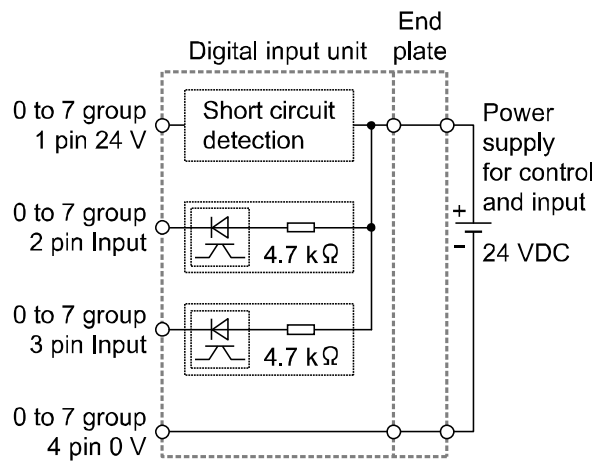 End
plate
Digital input unit
0 to 7 group
1 pin 24 V
Short circuit
detection
Power
supply
for control
and input
0 to 7 group
2 pin Input
4.7 kΩ
+
−
24 VDC
0 to 7 group
3 pin Input
4.7 kΩ
0 to 7 group
4 pin 0 V